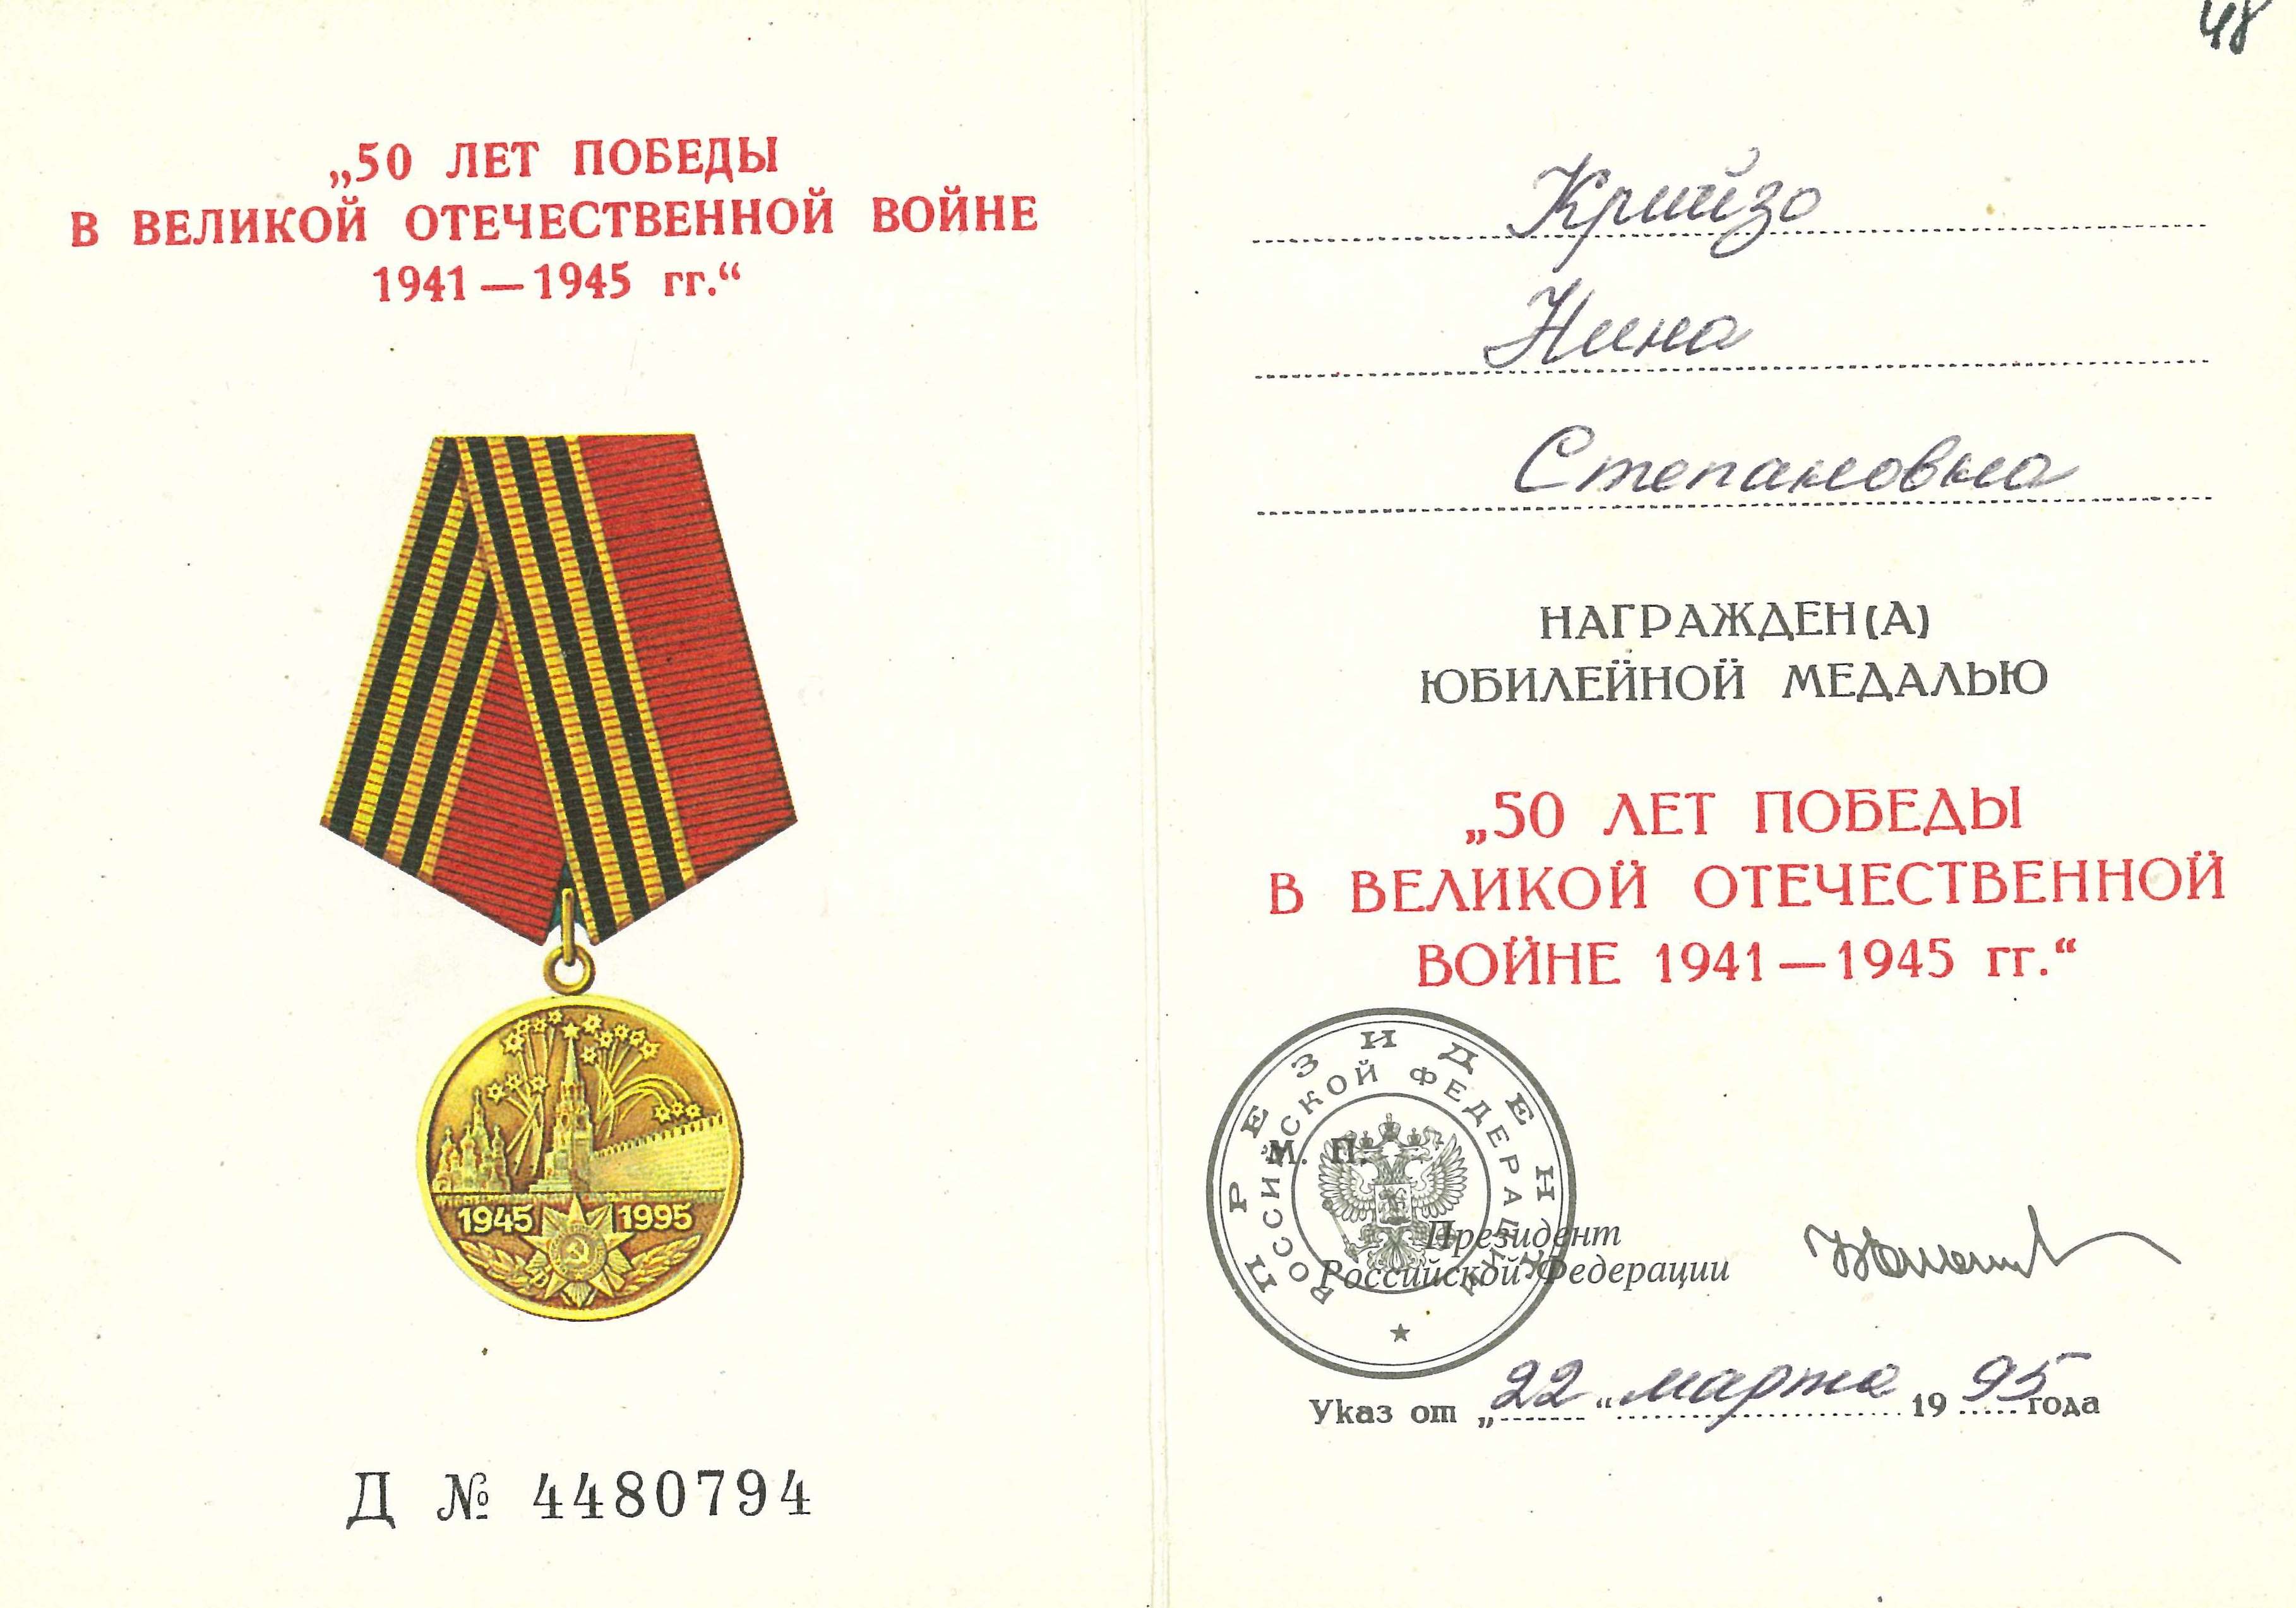 „50 ЛЕТ ПОБЕДЫ
В ВЕЛИКОЙ ОТЕЧЕСТВЕННОЙ ВОЙНЕ
1941—1945 гг.“
1945 1995
Д № 4480794
48
Крийзо
Нина
Степановна
НАГРАЖДЕН(А)
ЮБИЛЕЙНОЙ МЕДАЛЬЮ
„50 ЛЕТ ПОБЕДЫ
В ВЕЛИКОЙ ОТЕЧЕСТВЕННОЙ
ВОЙНЕ 1941—1945 гг.“
ПРЕЗИДЕНТ
РОССИЙСКОЙ ФЕДЕРАЦИИ
М. П.
Президент
Российской Федерации
Указ от „22“ марта 1995 года